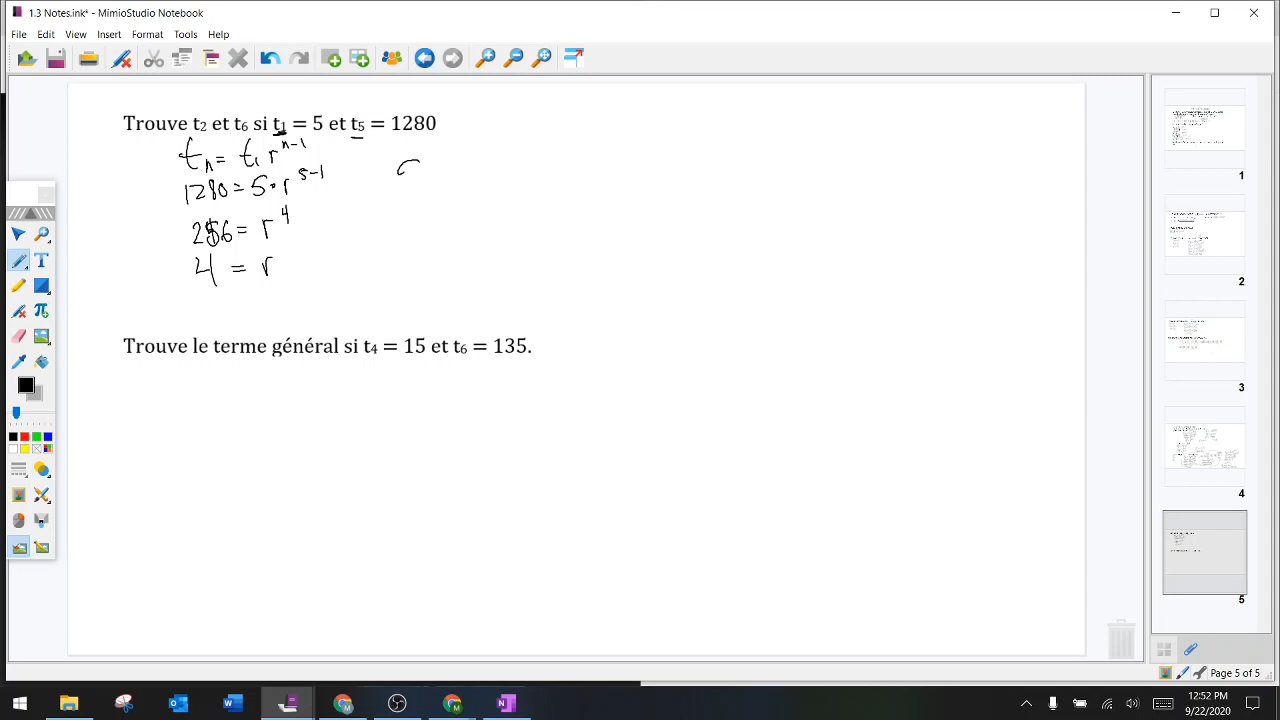 1.3 Notes.ink* - MimioStudio Notebook
File Edit View Insert Format Tools Help
Trouve t₂ et t₆ si t₁ = 5 et t₅ = 1280
tₙ = t₁ rⁿ⁻¹
1280 = 5 · r⁵⁻¹
256 = r⁴
4 = r
Trouve le terme général si t₄ = 15 et t₆ = 135.
1
2
3
4
5
Page 5 of 5
12:52 PM
9/22/2020